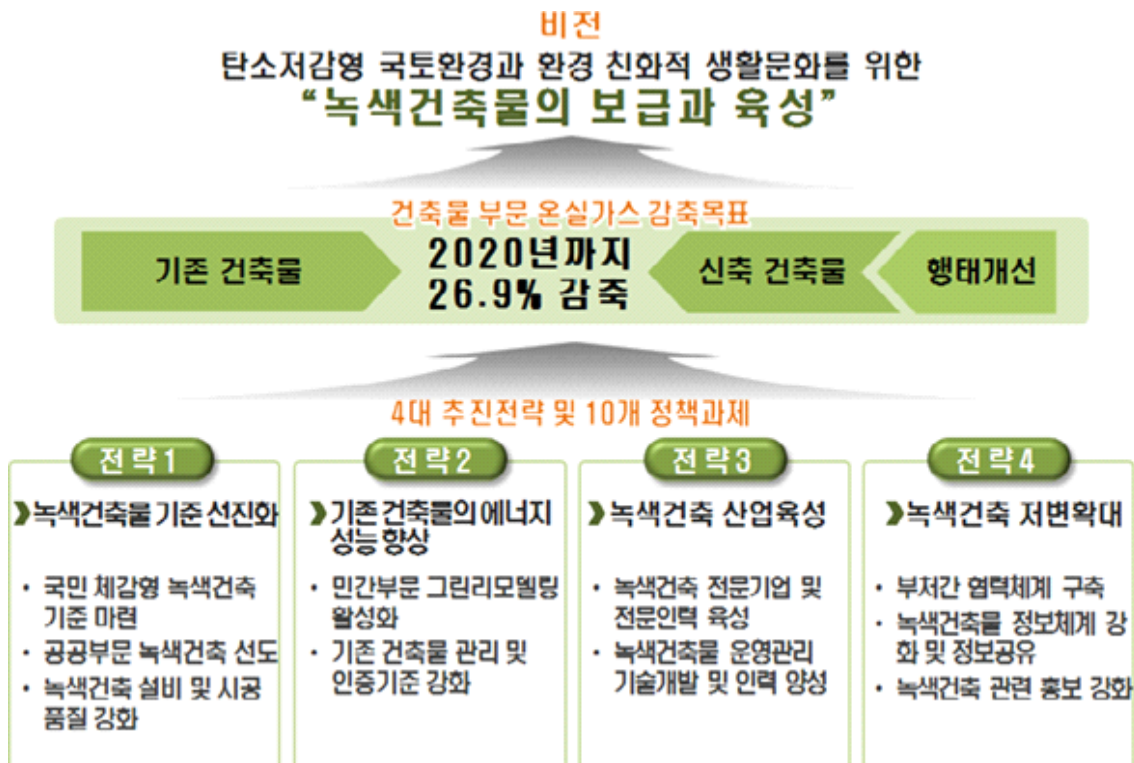 비전
탄소저감형 국토환경과 환경 친화적 생활문화를 위한
“녹색건축물의 보급과 육성”
건축물 부문 온실가스 감축목표
기존 건축물
2020년까지
26.9% 감축
신축 건축물
행태개선
4대 추진전략 및 10개 정책과제
전략1
❱녹색건축물 기준 선진화
• 국민 체감형 녹색건축
기준 마련
• 공공부문 녹색건축 선도
• 녹색건축 설비 및 시공
품질 강화
전략2
❱기존 건축물의 에너지
성능 향상
• 민간부문 그린리모델링
활성화
• 기존 건축물 관리 및
인증기준 강화
전략3
❱녹색건축 산업육성
• 녹색건축 전문기업 및
전문인력 육성
• 녹색건축물 운영관리
기술개발 및 인력 양성
전략4
❱녹색건축 저변확대
• 부처간 협력체계 구축
• 녹색건축물 정보체계 강
화 및 정보공유
• 녹색건축 관련 홍보 강화